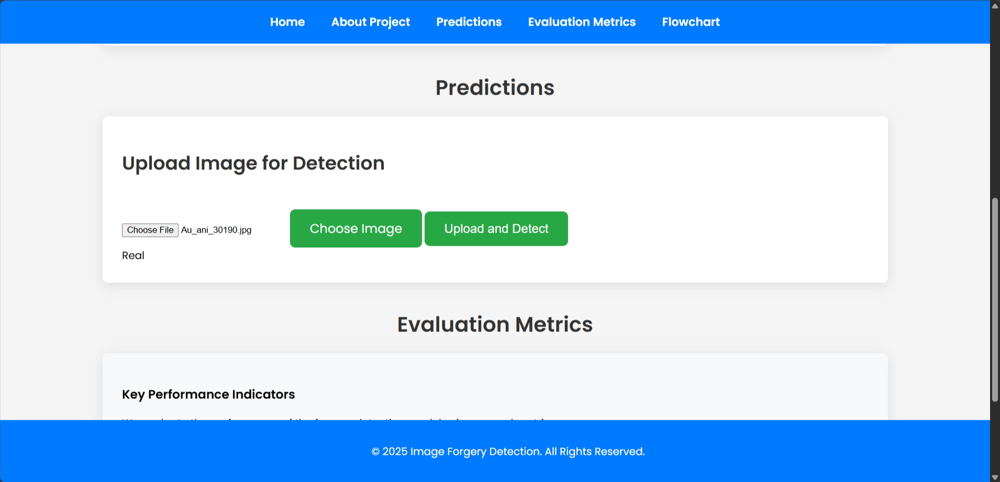 Home About Project Predictions Evaluation Metrics Flowchart
Predictions
Upload Image for Detection
Choose File Au_ani_30190.jpg Choose Image Upload and Detect
Real
Evaluation Metrics
Key Performance Indicators
© 2025 Image Forgery Detection. All Rights Reserved.